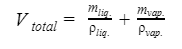 V total = m liq. / ρ liq. + m vap. / ρ vap.